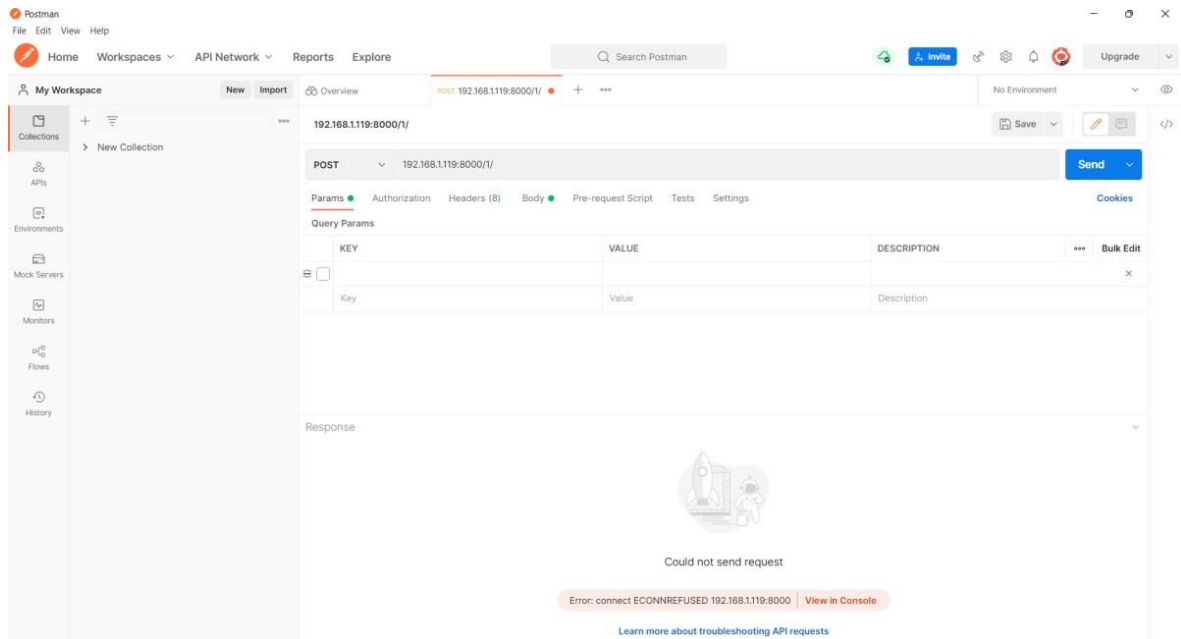 Postman
File Edit View Help
Home Workspaces API Network Reports Explore Search Postman Invite Upgrade
My Workspace New Import Overview POST 192.168.1.119:8000/1/ No Environment
Collections
New Collection
192.168.1.119:8000/1/ Save
APIs
POST 192.168.1.119:8000/1/ Send
Params Authorization Headers (8) Body Pre-request Script Tests Settings Cookies
Environments
Query Params
KEY VALUE DESCRIPTION Bulk Edit
Mock Servers
Key Value Description
Monitors
Flows
History
Response
Could not send request
Error: connect ECONNREFUSED 192.168.1.119:8000 View in Console
Learn more about troubleshooting API requests